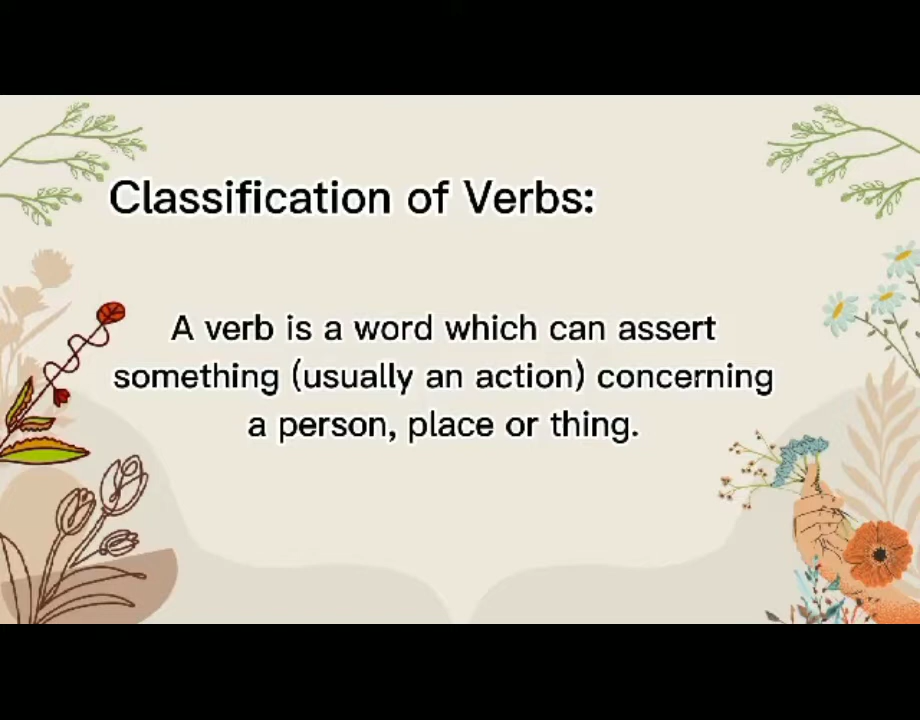 Classification of Verbs:
A verb is a word which can assert
something (usually an action) concerning
a person, place or thing.